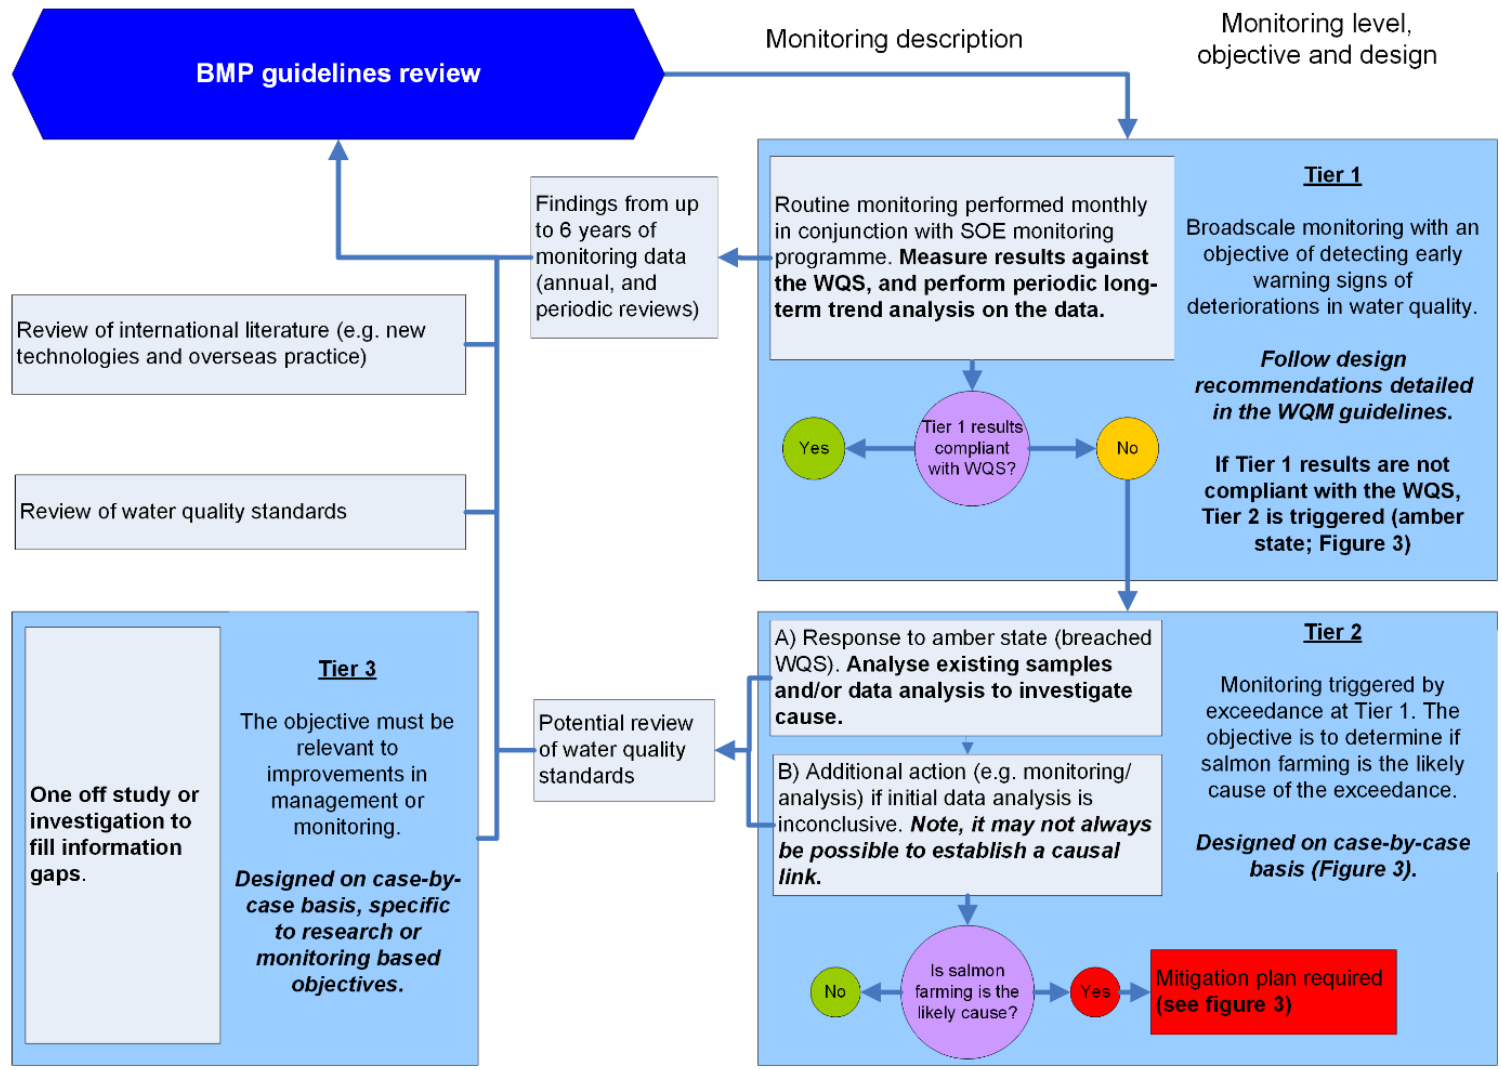 BMP guidelines review
Monitoring description
Monitoring level,
objective and design
Findings from up
to 6 years of
monitoring data
(annual, and
periodic reviews)
Routine monitoring performed monthly
in conjunction with SOE monitoring
programme. Measure results against
the WQS, and perform periodic long-
term trend analysis on the data.
Tier 1
Broadscale monitoring with an
objective of detecting early
warning signs of
deteriorations in water quality.
Follow design
recommendations detailed
in the WQM guidelines.
If Tier 1 results are not
compliant with the WQS,
Tier 2 is triggered (amber
state; Figure 3)
Yes
Tier 1 results
compliant
with WQS?
No
Review of international literature (e.g. new
technologies and overseas practice)
Review of water quality standards
One off study or
investigation to
fill information
gaps.
Tier 3
The objective must be
relevant to
improvements in
management or
monitoring.
Designed on case-by-
case basis, specific
to research or
monitoring based
objectives.
Potential review
of water quality
standards
A) Response to amber state (breached
WQS). Analyse existing samples
and/or data analysis to investigate
cause.
B) Additional action (e.g. monitoring/
analysis) if initial data analysis is
inconclusive. Note, it may not always
be possible to establish a causal
link.
Tier 2
Monitoring triggered by
exceedance at Tier 1. The
objective is to determine if
salmon farming is the likely
cause of the exceedance.
Designed on case-by-case
basis (Figure 3).
No
Is salmon
farming is the
likely cause?
Yes
Mitigation plan required
(see figure 3)